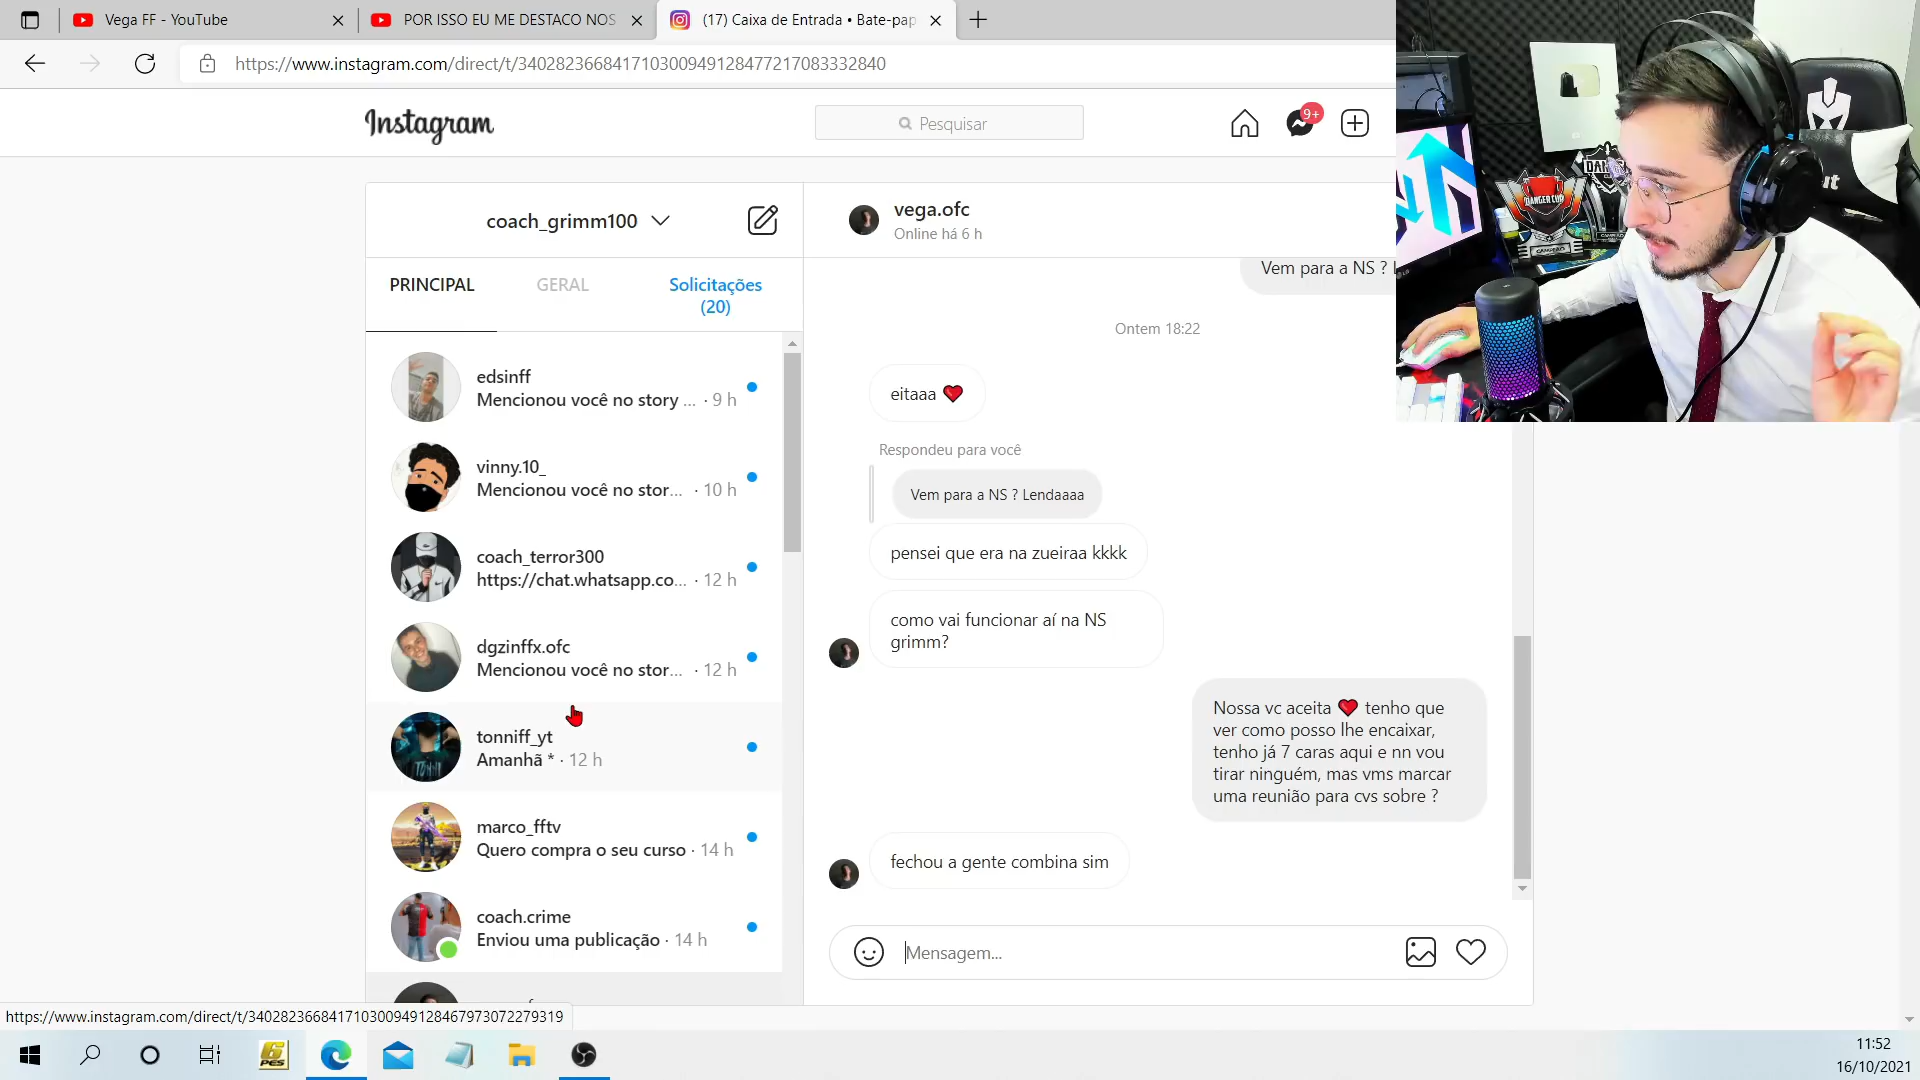 Vega FF - YouTube
POR ISSO EU ME DESTACO NOS
(17) Caixa de Entrada • Bate-pap
https://www.instagram.com/direct/t/340282366841710300949128477217083332840
Instagram
Pesquisar
9+
coach_grimm100
PRINCIPAL
GERAL
Solicitações
(20)
edsinff
Mencionou você no story ... · 9 h
vinny.10_
Mencionou você no stor... · 10 h
coach_terror300
https://chat.whatsapp.co... · 12 h
dgzinffx.ofc
Mencionou você no stor... · 12 h
tonniff_yt
Amanhã * · 12 h
marco_fftv
Quero compra o seu curso · 14 h
coach.crime
Enviou uma publicação · 14 h
vega.ofc
Online há 6 h
Vem para a NS ?
Ontem 18:22
eitaaa ❤
Respondeu para você
Vem para a NS ? Lendaaaa
pensei que era na zueiraa kkkk
como vai funcionar aí na NS
grimm?
Nossa vc aceita ❤ tenho que
ver como posso lhe encaixar,
tenho já 7 caras aqui e nn vou
tirar ninguém, mas vms marcar
uma reunião para cvs sobre ?
fechou a gente combina sim
Mensagem...
https://www.instagram.com/direct/t/340282366841710300949128467973072279319
6
PES
11:52
16/10/2021
DANGER CUP
CAMPEÃO